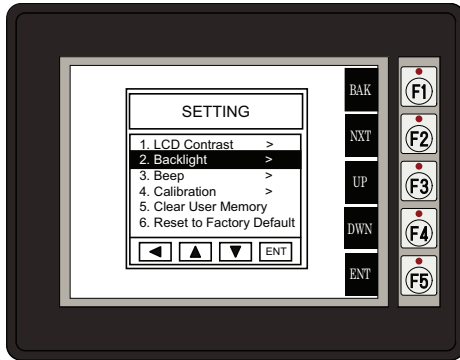 SETTING
1. LCD Contrast >
2. Backlight >
3. Beep >
4. Calibration >
5. Clear User Memory
6. Reset to Factory Default
ENT
BAK
NXT
UP
DWN
ENT
F1
F2
F3
F4
F5